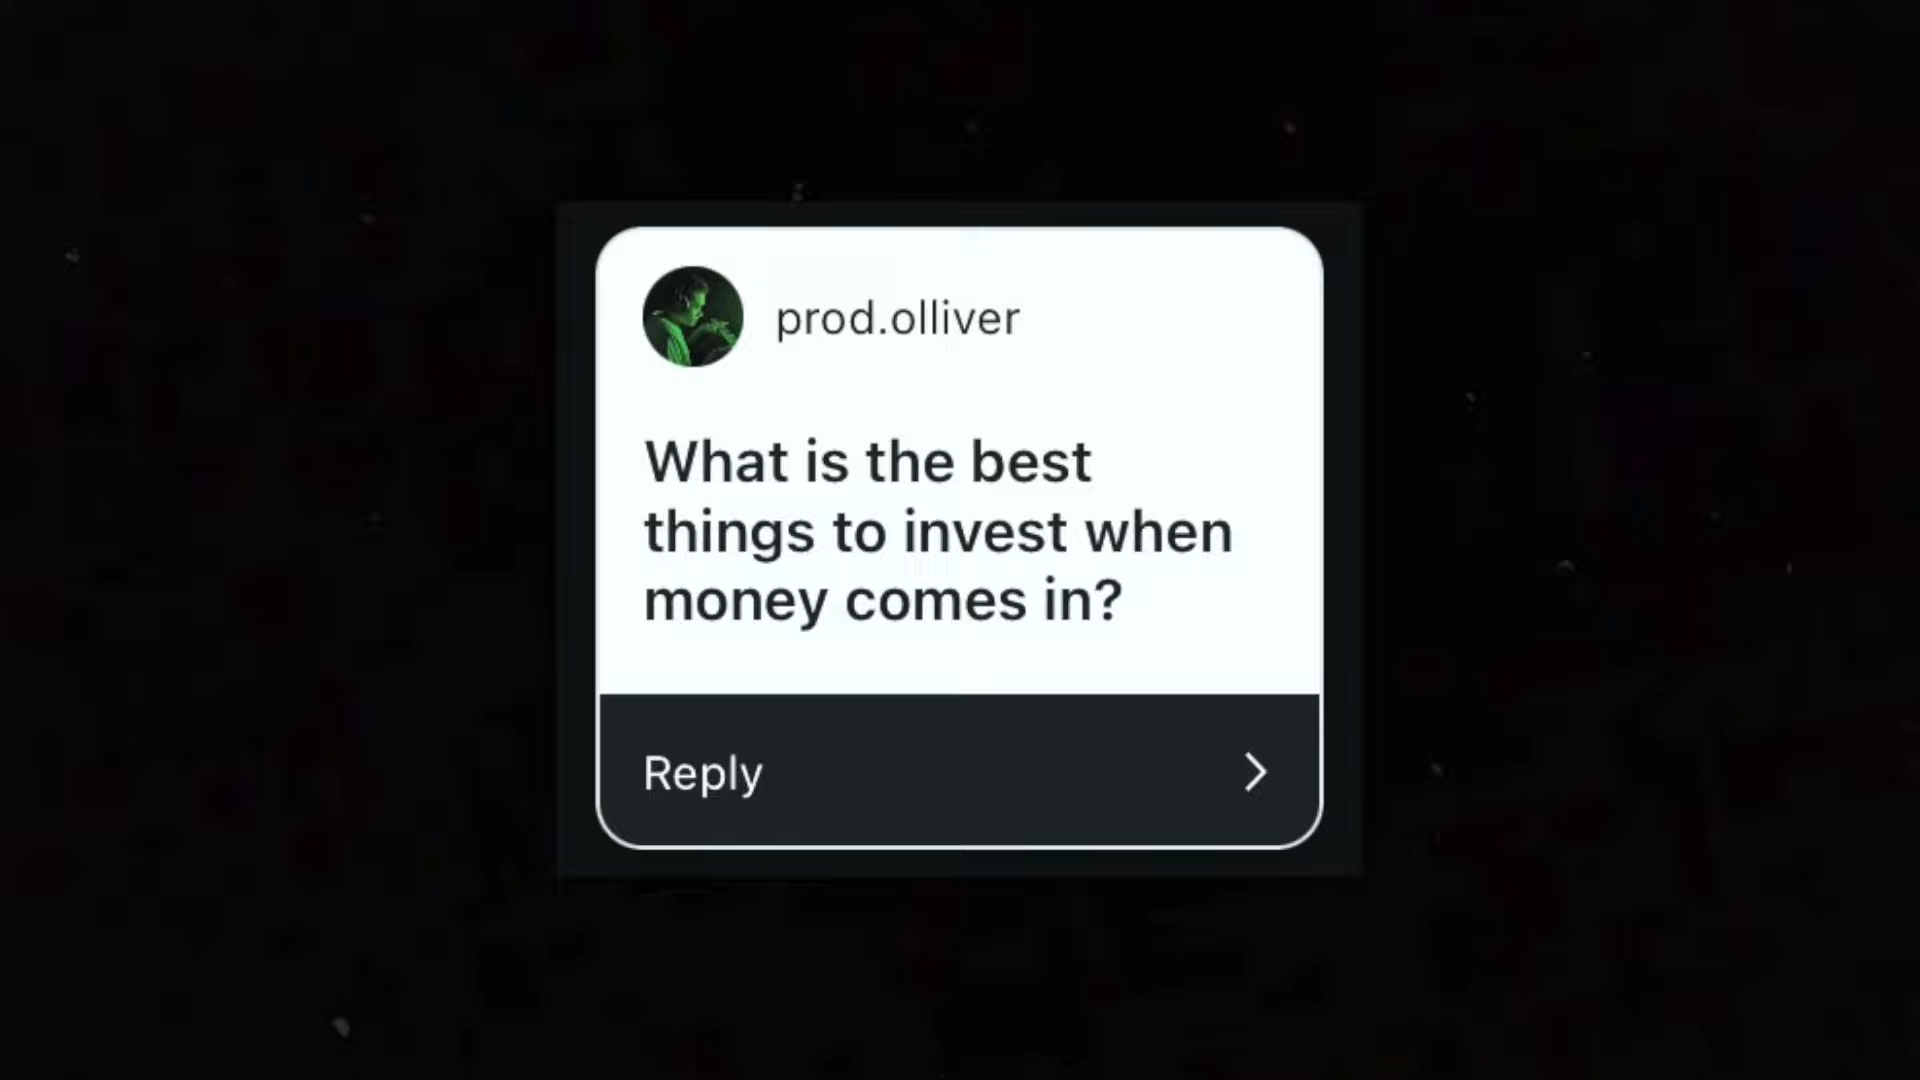 prod.olliver
What is the best
things to invest when
money comes in?
Reply